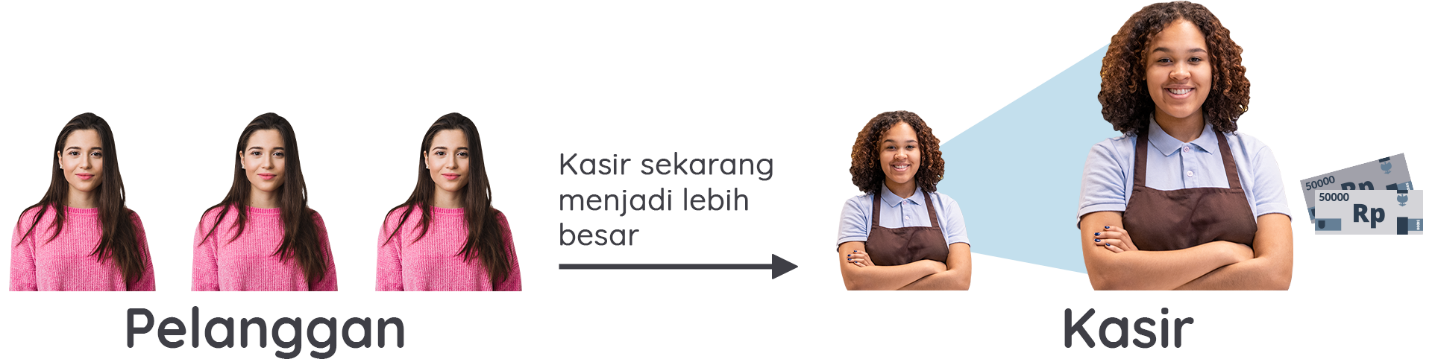 Kasir sekarang
menjadi lebih
besar
50000
Rp
50000
Rp
Pelanggan
Kasir